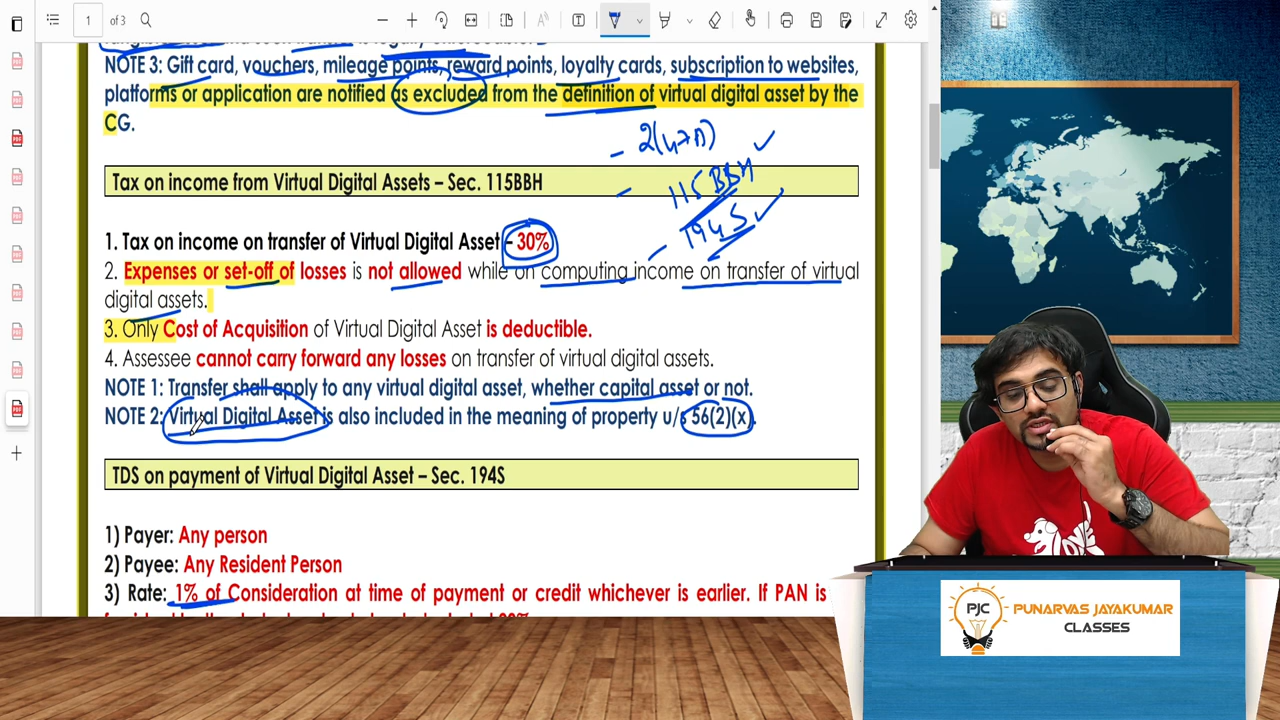 1 of 3
NOTE 3: Gift card, vouchers, mileage points, reward points, loyalty cards, subscription to websites,
platforms or application are notified as excluded from the definition of virtual digital asset by the
CG.
2(47A)
115BBH
194S
Tax on income from Virtual Digital Assets – Sec. 115BBH
1. Tax on income on transfer of Virtual Digital Asset – 30%
2. Expenses or set-off of losses is not allowed while on computing income on transfer of virtual
digital assets.
3. Only Cost of Acquisition of Virtual Digital Asset is deductible.
4. Assessee cannot carry forward any losses on transfer of virtual digital assets.
NOTE 1: Transfer shall apply to any virtual digital asset, whether capital asset or not.
NOTE 2: Virtual Digital Asset is also included in the meaning of property u/s 56(2)(x).
TDS on payment of Virtual Digital Asset – Sec. 194S
1) Payer: Any person
2) Payee: Any Resident Person
3) Rate: 1% of Consideration at time of payment or credit whichever is earlier. If PAN is
PJC
PUNARVAS JAYAKUMAR
CLASSES